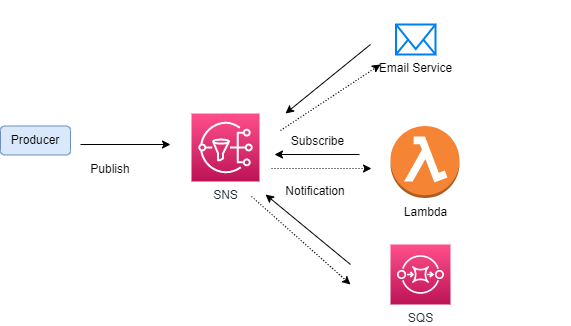 Email Service
Producer
Subscribe
Publish
Notification
SNS
Lambda
SQS